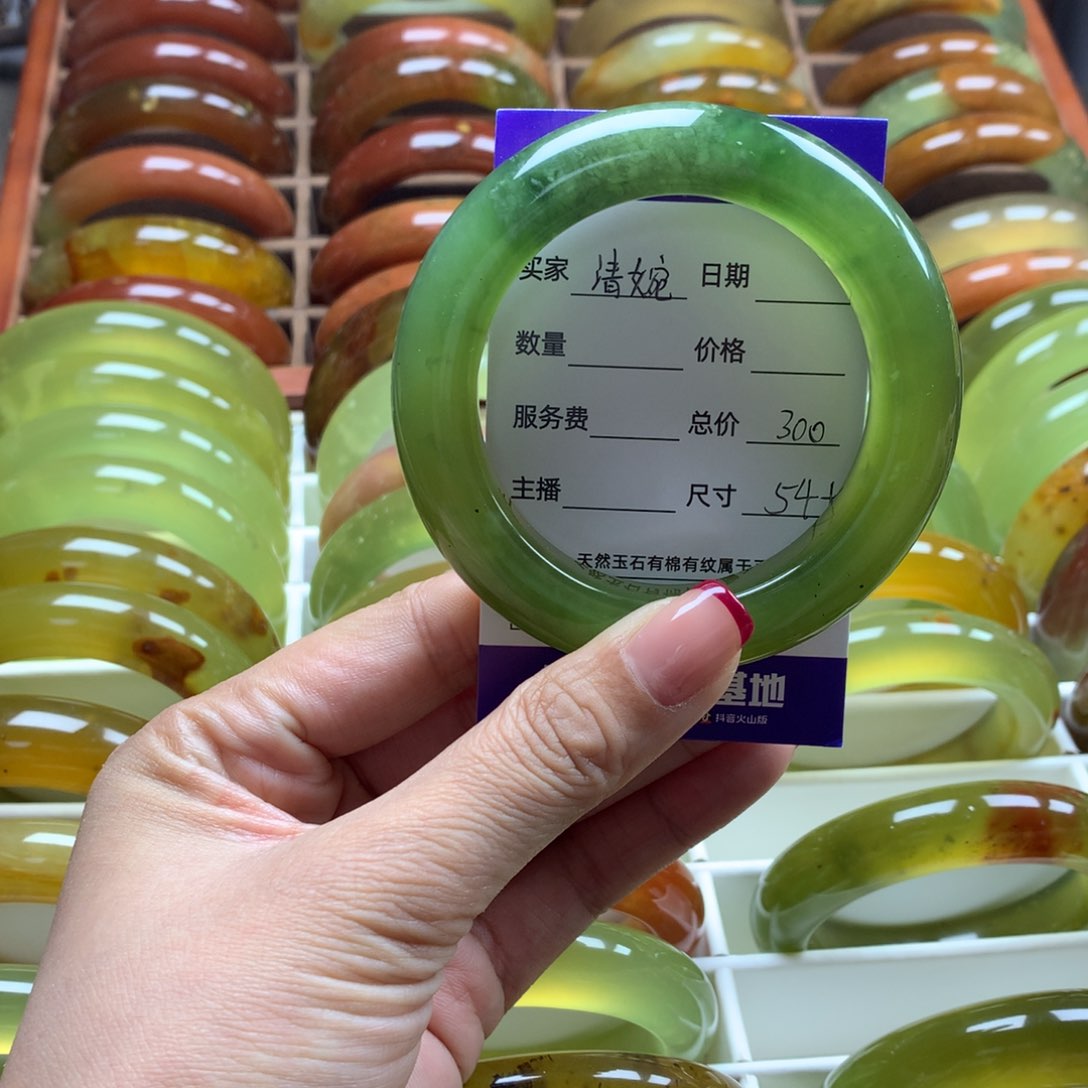 买家 清婉 日期
数量 价格
服务费 总价 300
主播 尺寸 54+
天然玉石有棉有纹属于
基地
抖音火山版